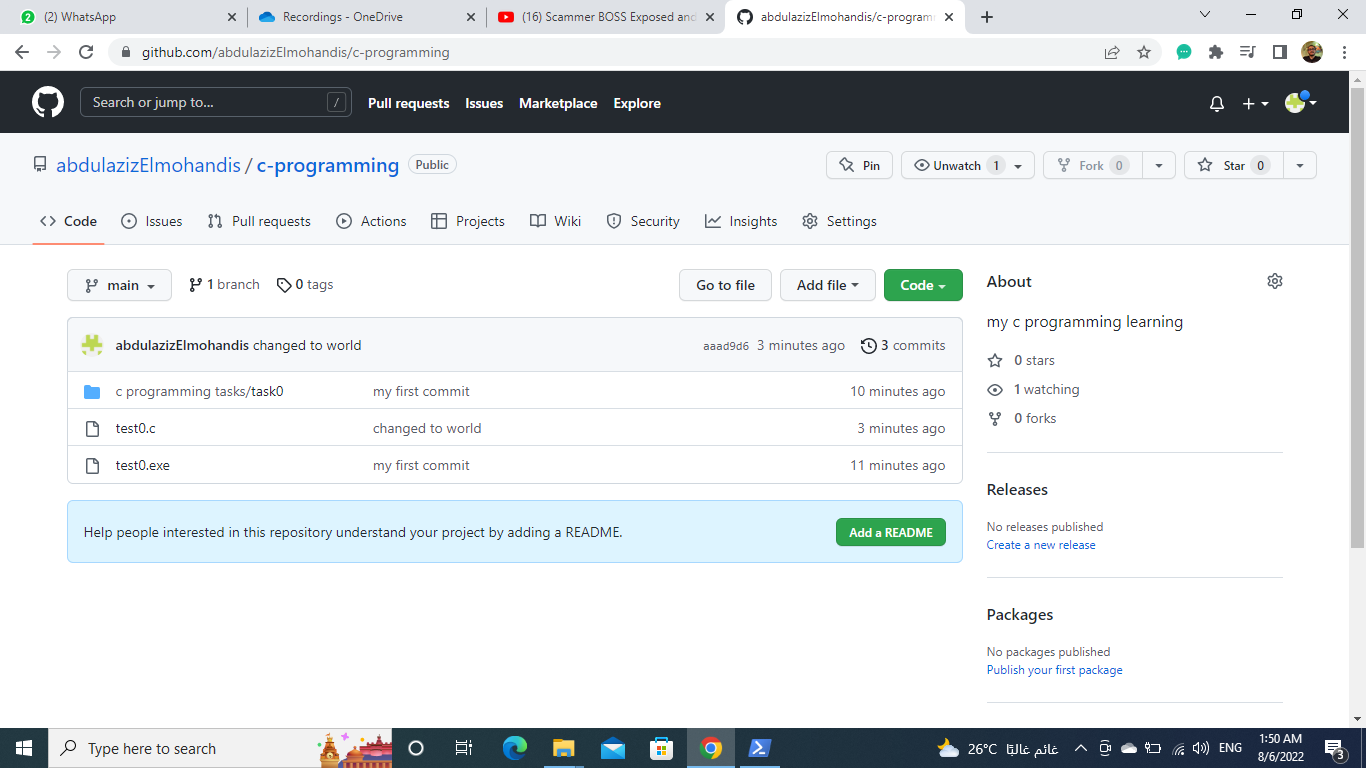 (2) WhatsApp
Recordings - OneDrive
(16) Scammer BOSS Exposed and
abdulazizElmohandis/c-programm
github.com/abdulazizElmohandis/c-programming
Search or jump to... /
Pull requests Issues Marketplace Explore
abdulazizElmohandis / c-programming Public
Pin
Unwatch 1
Fork 0
Star 0
Code Issues Pull requests Actions Projects Wiki Security Insights Settings
main 1 branch 0 tags
Go to file Add file Code
abdulazizElmohandis changed to world aaad9d6 3 minutes ago 3 commits
c programming tasks/task0 my first commit 10 minutes ago
test0.c changed to world 3 minutes ago
test0.exe my first commit 11 minutes ago
Help people interested in this repository understand your project by adding a README. Add a README
About
my c programming learning
0 stars
1 watching
0 forks
Releases
No releases published
Create a new release
Packages
No packages published
Publish your first package
2
Type here to search
26°C غائم غالبًا
ENG
1:50 AM
8/6/2022
3